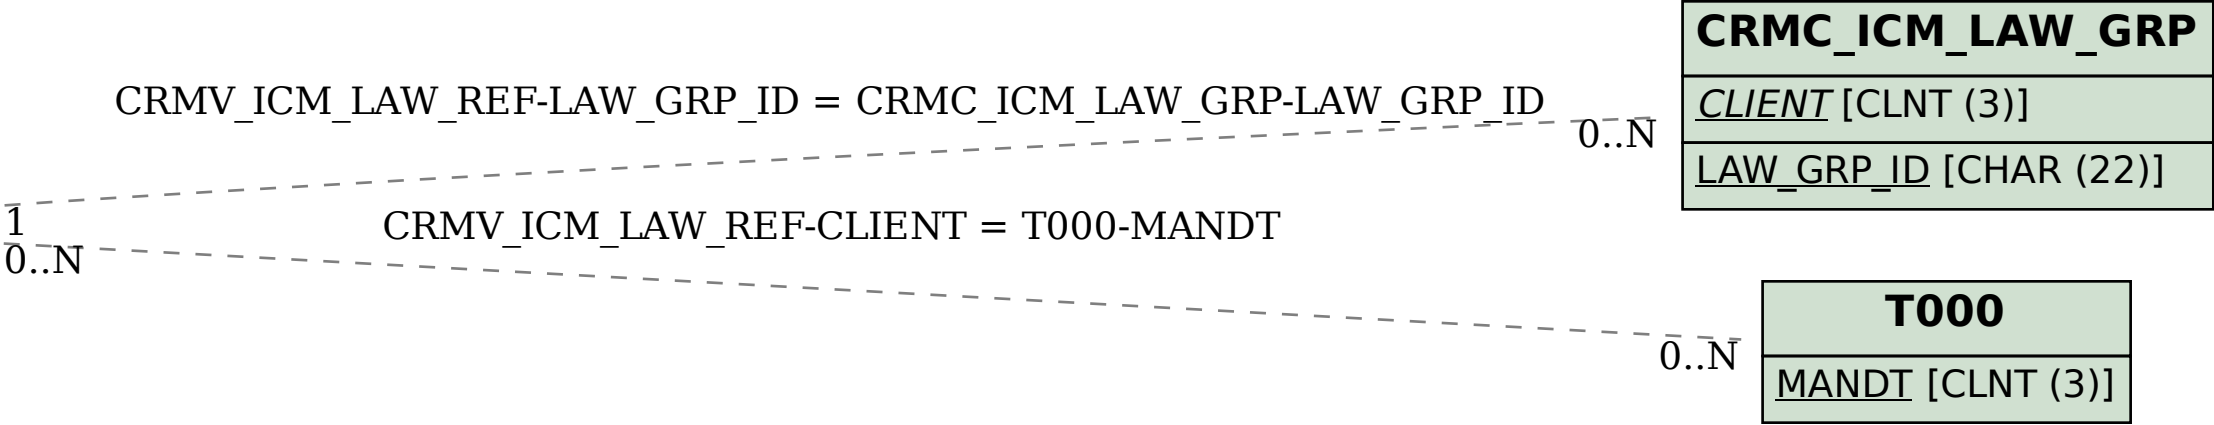 CRMC_ICM_LAW_GRP
CLIENT [CLNT (3)]
LAW_GRP_ID [CHAR (22)]
CRMV_ICM_LAW_REF-LAW_GRP_ID = CRMC_ICM_LAW_GRP-LAW_GRP_ID
0..N
1
CRMV_ICM_LAW_REF-CLIENT = T000-MANDT
0..N
0..N
T000
MANDT [CLNT (3)]